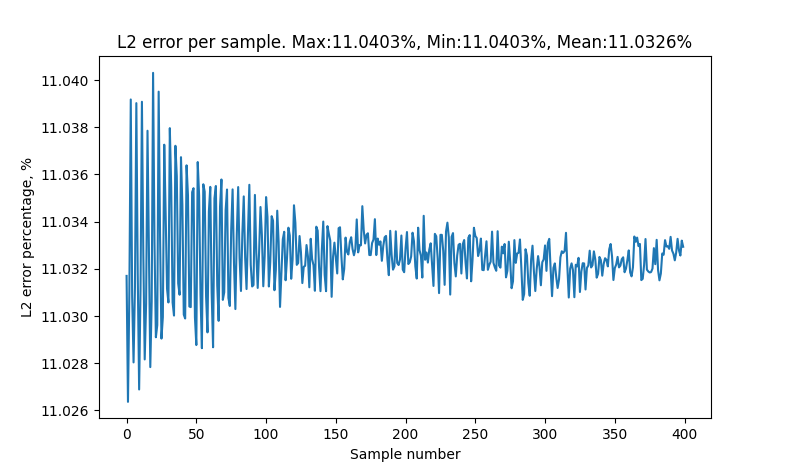 L2 error per sample. Max:11.0403%, Min:11.0403%, Mean:11.0326%
11.040
11.038
11.036
11.034
11.032
11.030
11.028
11.026
L2 error percentage, %
0 50 100 150 200 250 300 350 400
Sample number